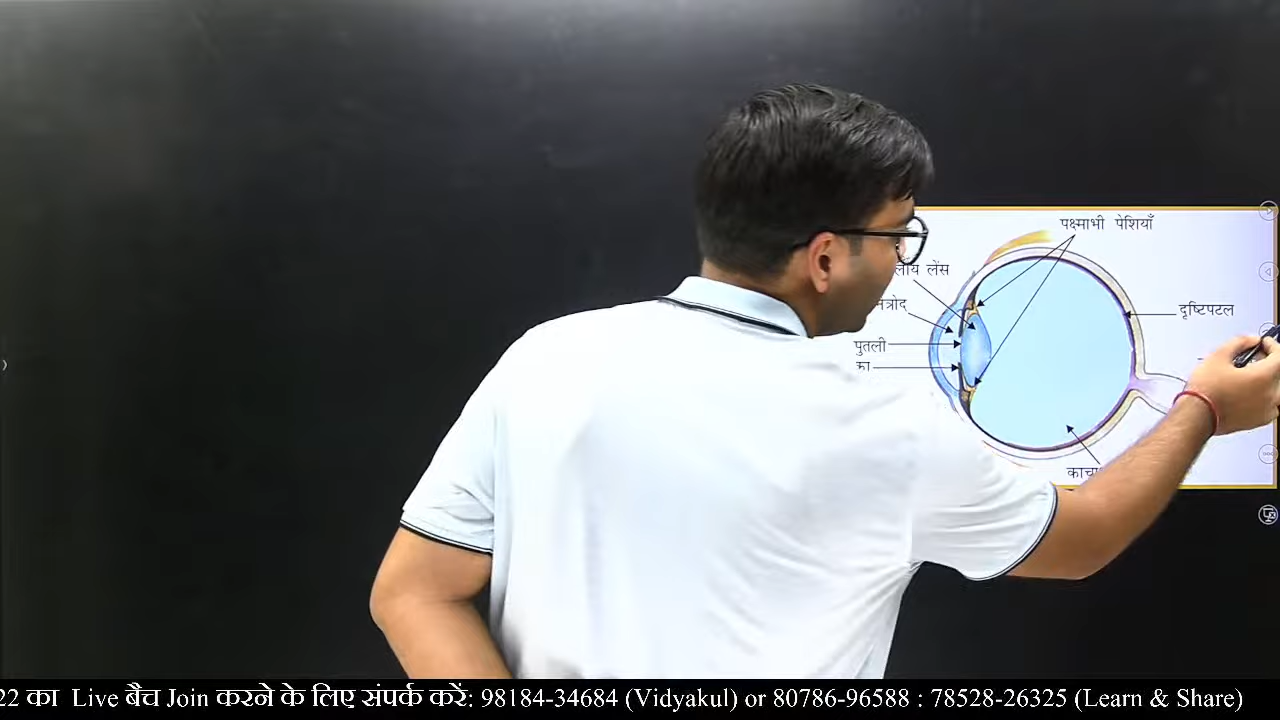 पक्ष्माभी पेशियाँ
लेंस
दृष्टिपटल
पुतली
22 का Live बैच Join करने के लिए संपर्क करें: 98184-34684 (Vidyakul) or 80786-96588 : 78528-26325 (Learn & Share)